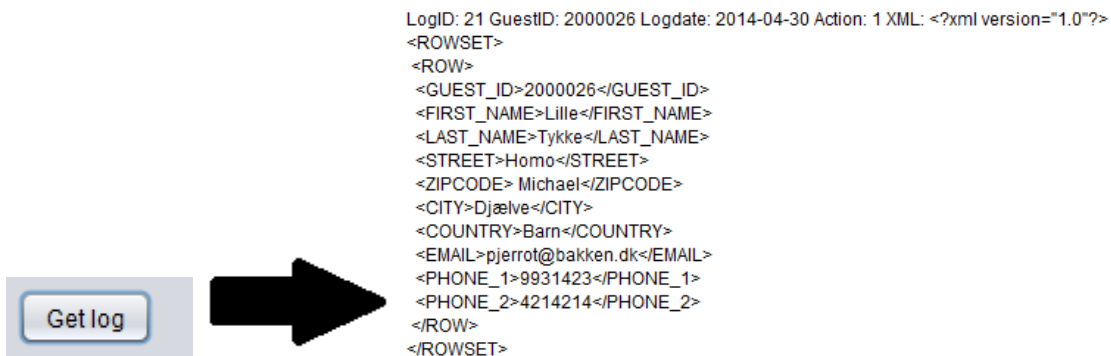 LogID: 21 GuestID: 2000026 Logdate: 2014-04-30 Action: 1 XML: <?xml version="1.0"?>
<ROWSET>
<ROW>
<GUEST_ID>2000026</GUEST_ID>
<FIRST_NAME>Lille</FIRST_NAME>
<LAST_NAME>Tykke</LAST_NAME>
<STREET>Homo</STREET>
<ZIPCODE> Michael</ZIPCODE>
<CITY>Djælve</CITY>
<COUNTRY>Barn</COUNTRY>
<EMAIL>pjerrot@bakken.dk</EMAIL>
<PHONE_1>9931423</PHONE_1>
<PHONE_2>4214214</PHONE_2>
</ROW>
</ROWSET>
Get log